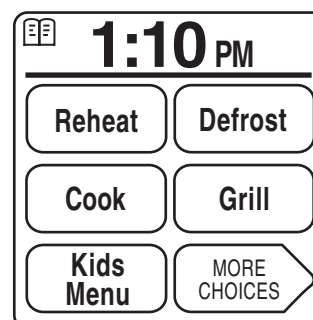 1:10 PM
Reheat
Defrost
Cook
Grill
Kids
Menu
MORE
CHOICES